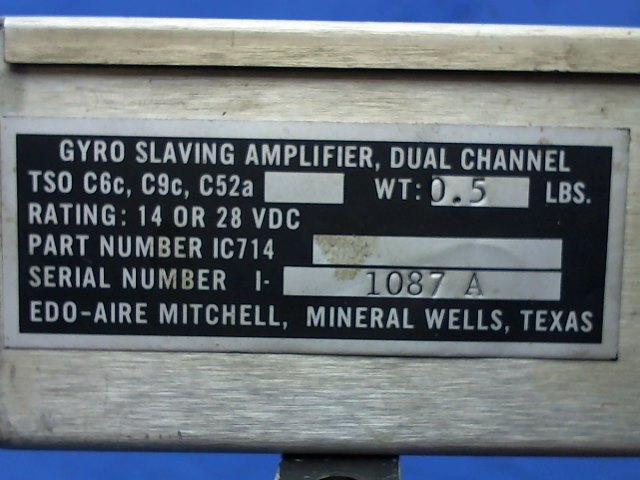 GYRO SLAVING AMPLIFIER, DUAL CHANNEL
TSO C6c, C9c, C52a WT: 0.5 LBS.
RATING: 14 OR 28 VDC
PART NUMBER IC714
SERIAL NUMBER I- 1087 A
EDO-AIRE MITCHELL, MINERAL WELLS, TEXAS